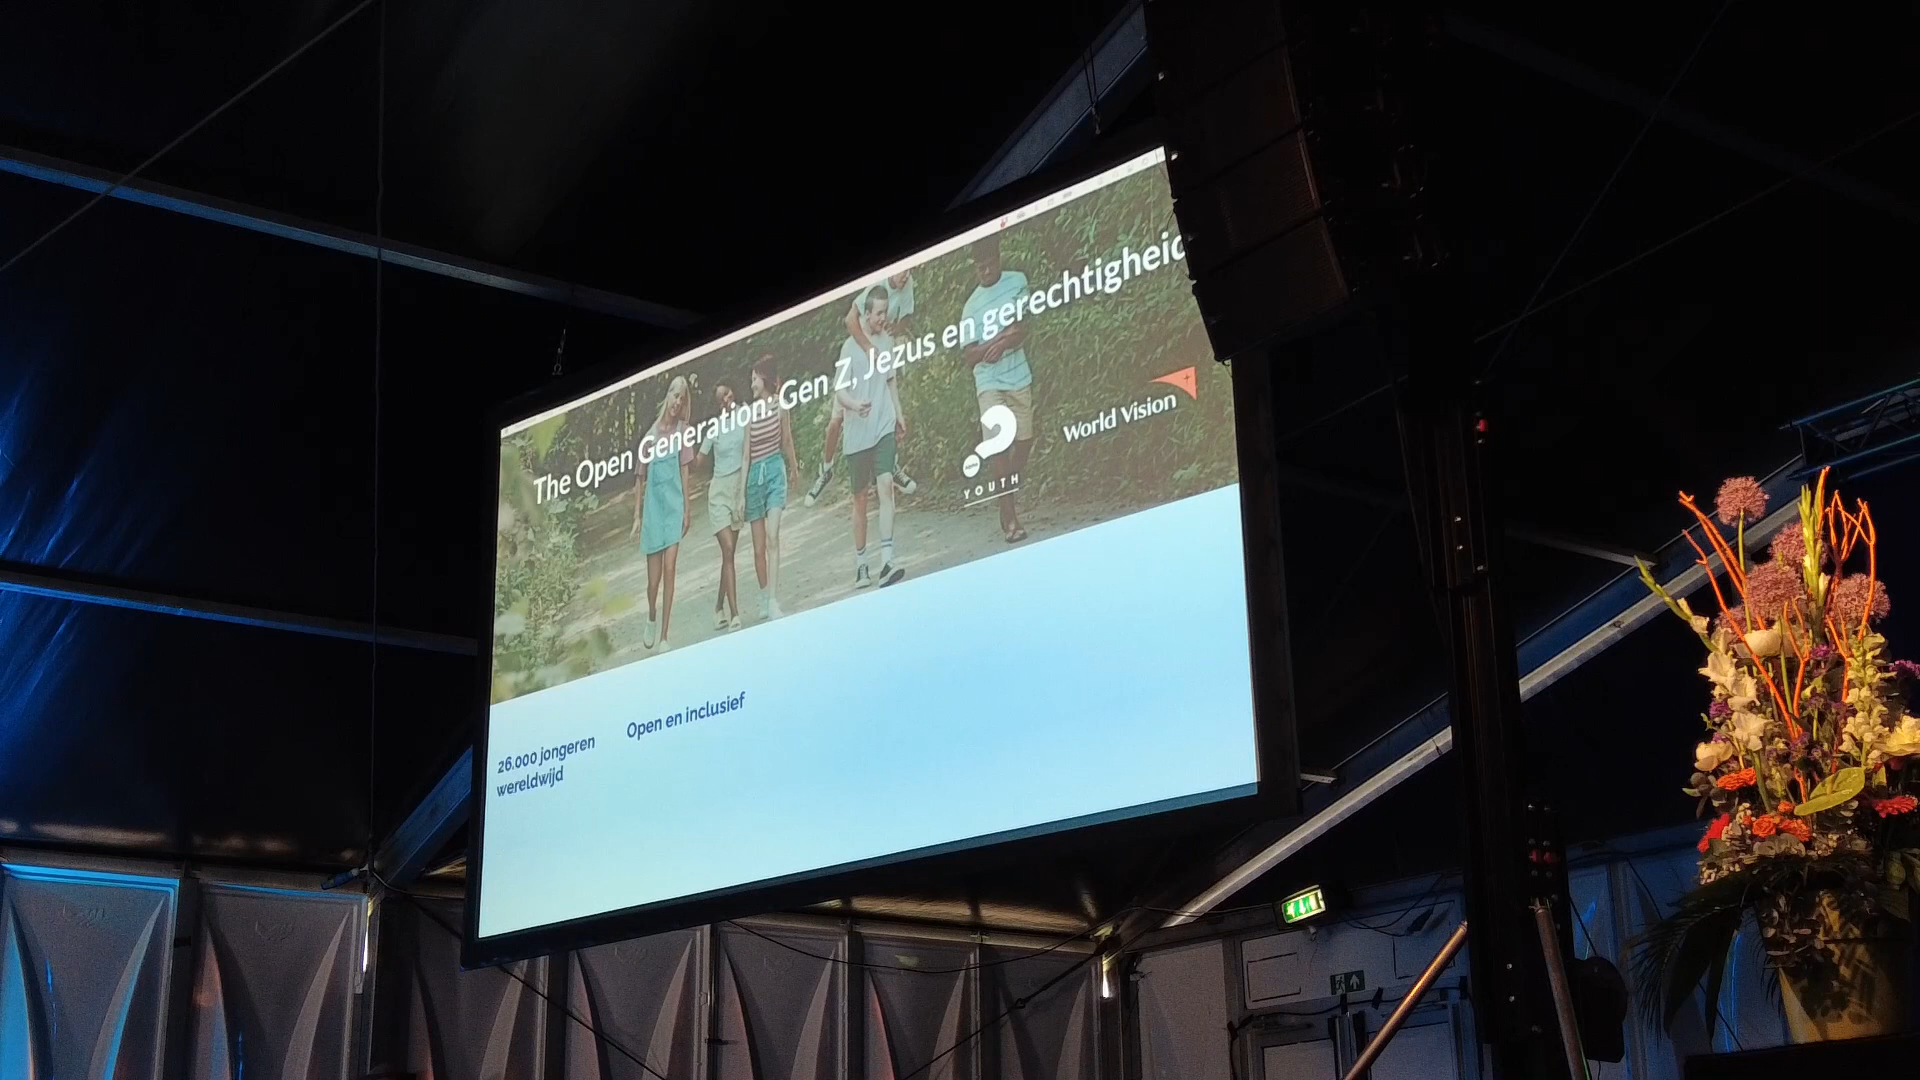 The Open Generation: Gen Z, Jezus en gerechtigheid
YOUTH
World Vision
26.000 jongeren
wereldwijd
Open en inclusief